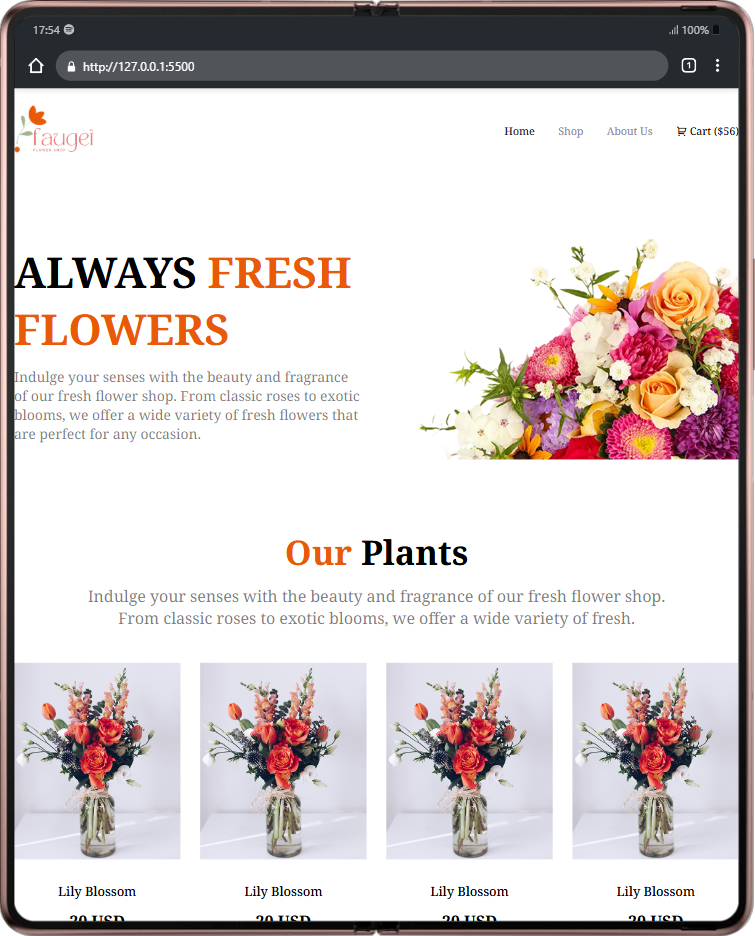 17:54
100%
http://127.0.0.1:5500
1
faugei
FLOWER SHOP
Home
Shop
About Us
Cart ($56)
ALWAYS FRESH
FLOWERS
Indulge your senses with the beauty and fragrance
of our fresh flower shop. From classic roses to exotic
blooms, we offer a wide variety of fresh flowers that
are perfect for any occasion.
Our Plants
Indulge your senses with the beauty and fragrance of our fresh flower shop.
From classic roses to exotic blooms, we offer a wide variety of fresh.
Lily Blossom
Lily Blossom
Lily Blossom
Lily Blossom
20 USD
20 USD
20 USD
20 USD